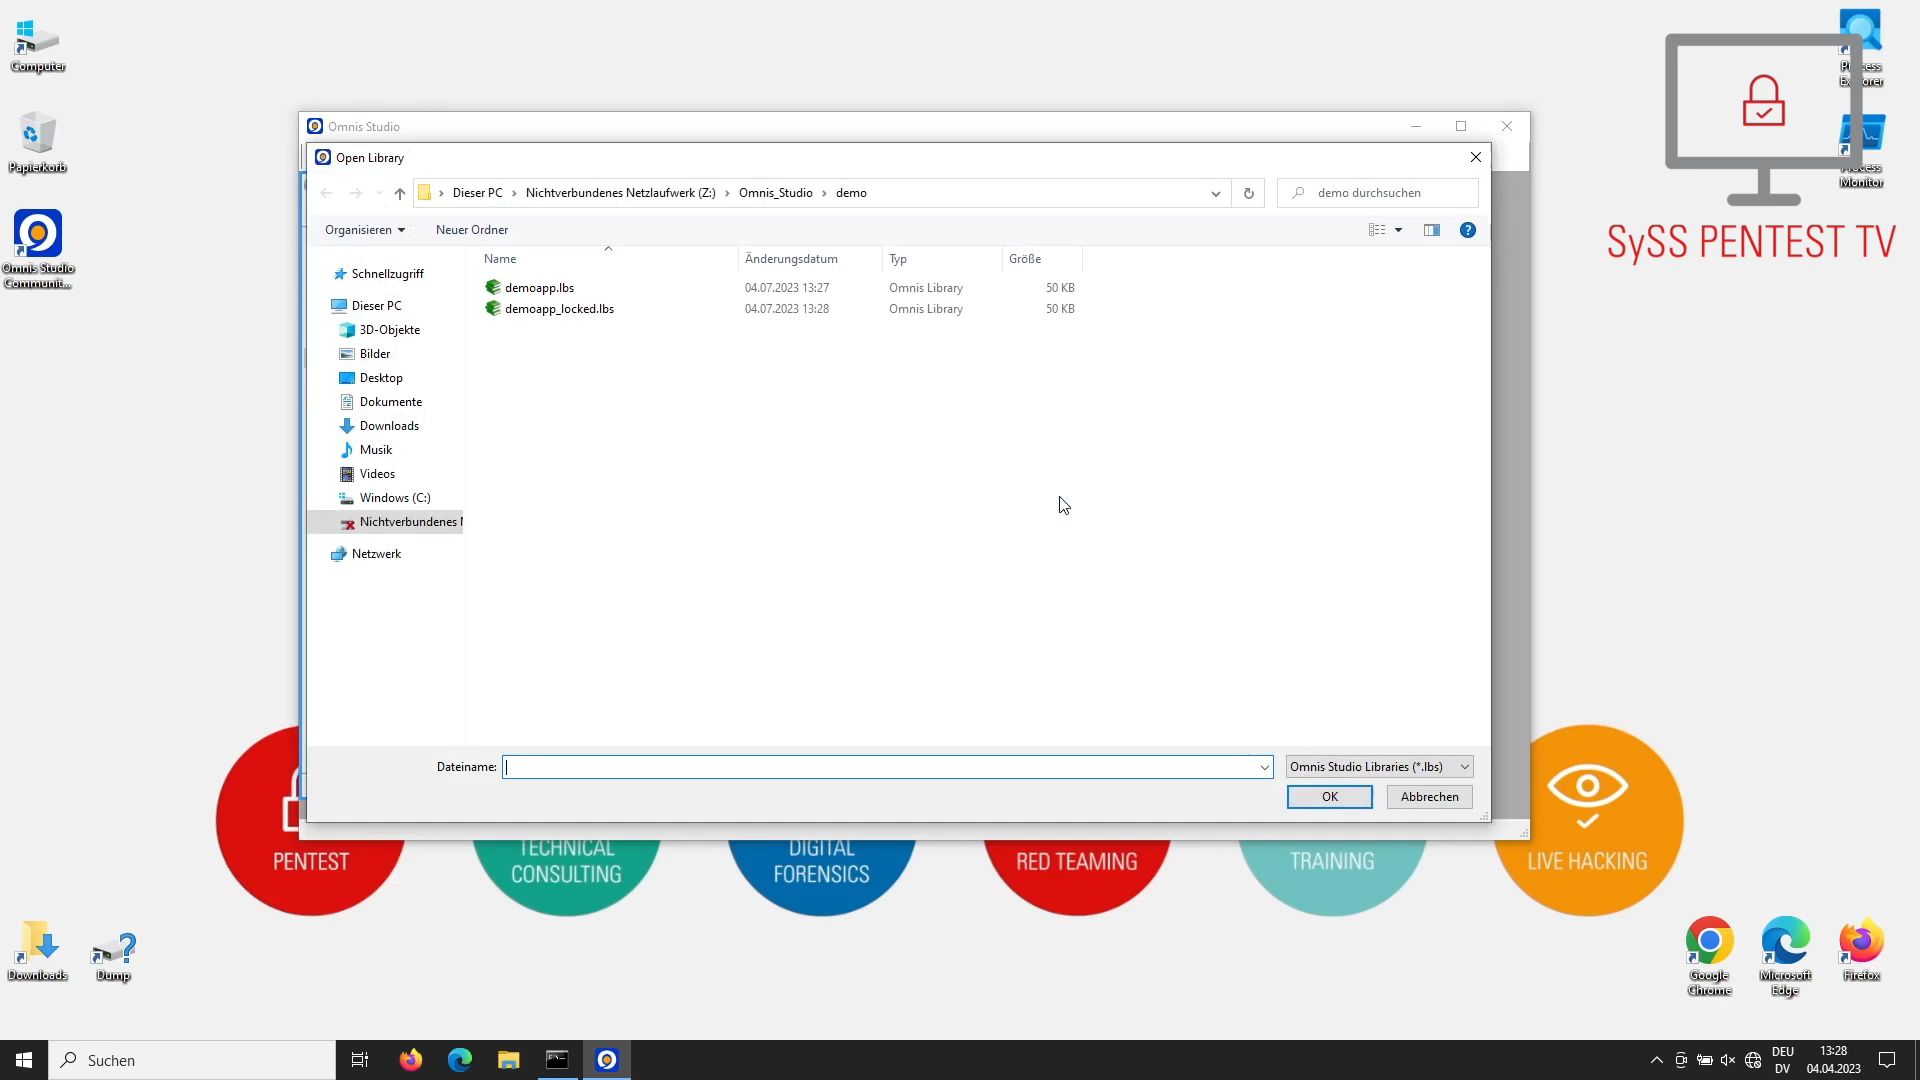 Computer
Papierkorb
Omnis Studio
Communit...
Process
Explorer
Process
Monitor
SySS PENTEST TV
Omnis Studio
Open Library
Dieser PC
Nichtverbundenes Netzlaufwerk (Z:)
Omnis_Studio
demo
demo durchsuchen
Organisieren
Neuer Ordner
Name
Änderungsdatum
Typ
Größe
demoapp.lbs 04.07.2023 13:27 Omnis Library 50 KB
demoapp_locked.lbs 04.07.2023 13:28 Omnis Library 50 KB
Schnellzugriff
Dieser PC
3D-Objekte
Bilder
Desktop
Dokumente
Downloads
Musik
Videos
Windows (C:)
Nichtverbundenes
Netzwerk
Dateiname:
Omnis Studio Libraries (*.lbs)
OK
Abbrechen
PENTEST
TECHNICAL
CONSULTING
DIGITAL
FORENSICS
RED TEAMING
TRAINING
LIVE HACKING
Downloads
Dump
Google
Chrome
Microsoft
Edge
Firefox
Suchen
DEU
DV
13:28
04.04.2023